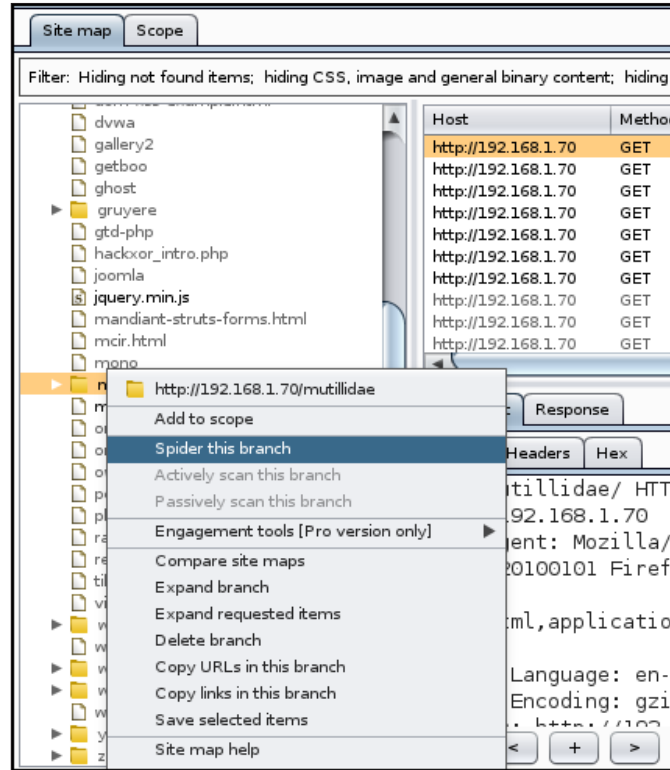 Site map Scope
Filter: Hiding not found items; hiding CSS, image and general binary content; hiding
dvwa
gallery2
getboo
ghost
gruyere
gtd-php
hackxor_intro.php
joomla
jquery.min.js
mandiant-struts-forms.html
mcir.html
mono
Host
http://192.168.1.70 GET
http://192.168.1.70 GET
http://192.168.1.70 GET
http://192.168.1.70 GET
http://192.168.1.70 GET
http://192.168.1.70 GET
http://192.168.1.70 GET
http://192.168.1.70 GET
http://192.168.1.70 GET
http://192.168.1.70 GET
http://192.168.1.70/mutillidae
Add to scope
Spider this branch
Actively scan this branch
Passively scan this branch
Engagement tools [Pro version only]
Compare site maps
Expand branch
Expand requested items
Delete branch
Copy URLs in this branch
Copy links in this branch
Save selected items
Site map help
Response
Headers Hex
tillidae/ HTT
92.168.1.70
ent: Mozilla/
20100101 Firef
ml,applicatio
Language: en-
Encoding: gzi
< + >